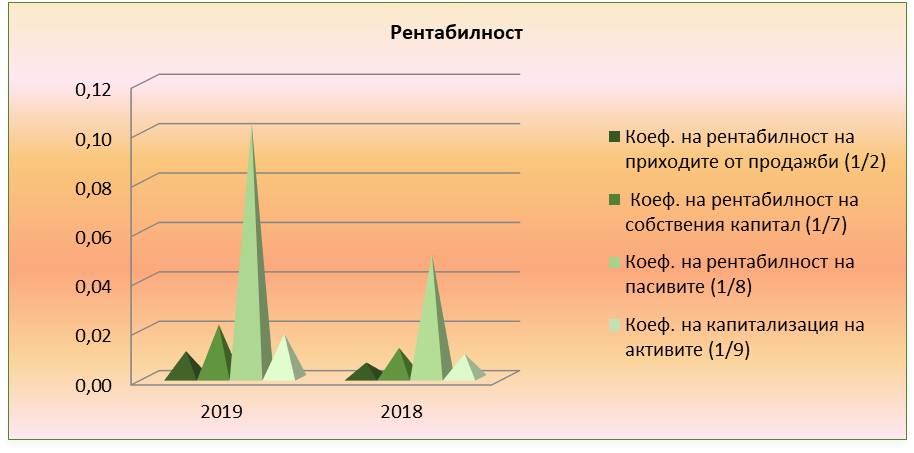 Рентабилност
0,12
0,10
0,08
0,06
0,04
0,02
0,00
2019
2018
Коеф. на рентабилност на
приходите от продажби (1/2)
Коеф. на рентабилност на
собствения капитал (1/7)
Коеф. на рентабилност на
пасивите (1/8)
Коеф. на капитализация на
активите (1/9)